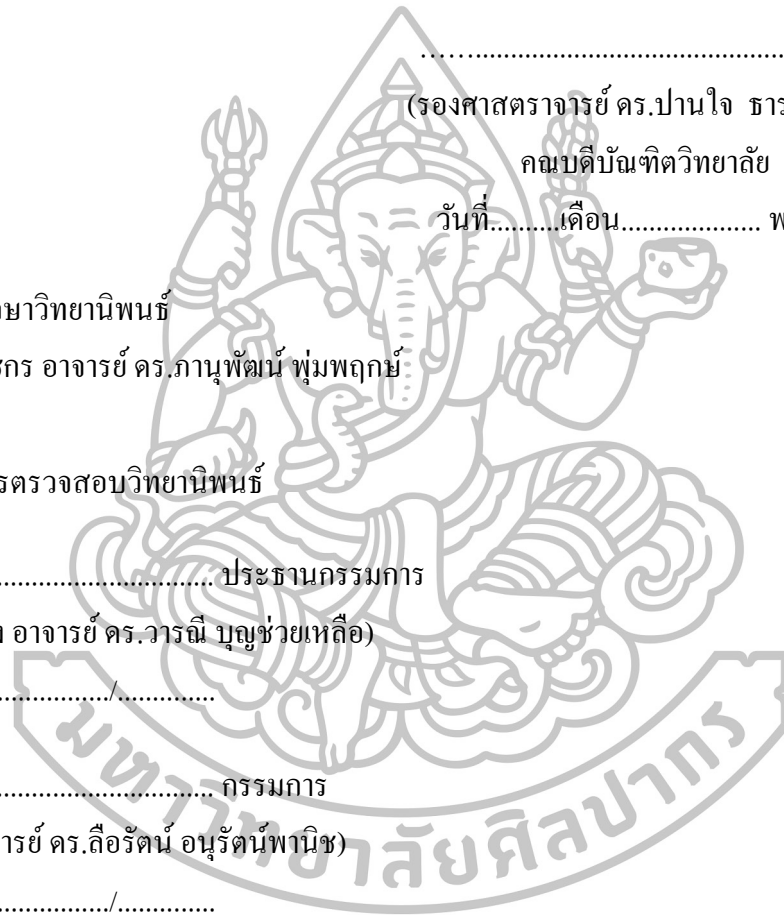 .................................................
(รองศาสตราจารย์ ดร.ปานใจ
คณบดีบัณฑิตวิทยาลัย
วันที่..........เดือน....................
วิทยานิพนธ์
อาจารย์ ดร.ภานุพัฒน์ พุ่มพฤกษ์
ตรวจสอบวิทยานิพนธ์
.................................. ประธานกรรมการ
อาจารย์ ดร.วารณี บุญช่วยเหลือ)
................/..............
.................................. กรรมการ
ดร.ลือรัตน์ อนุรัตน์พานิช)
................/..............
มหาวิทยาลัยศิลปากร